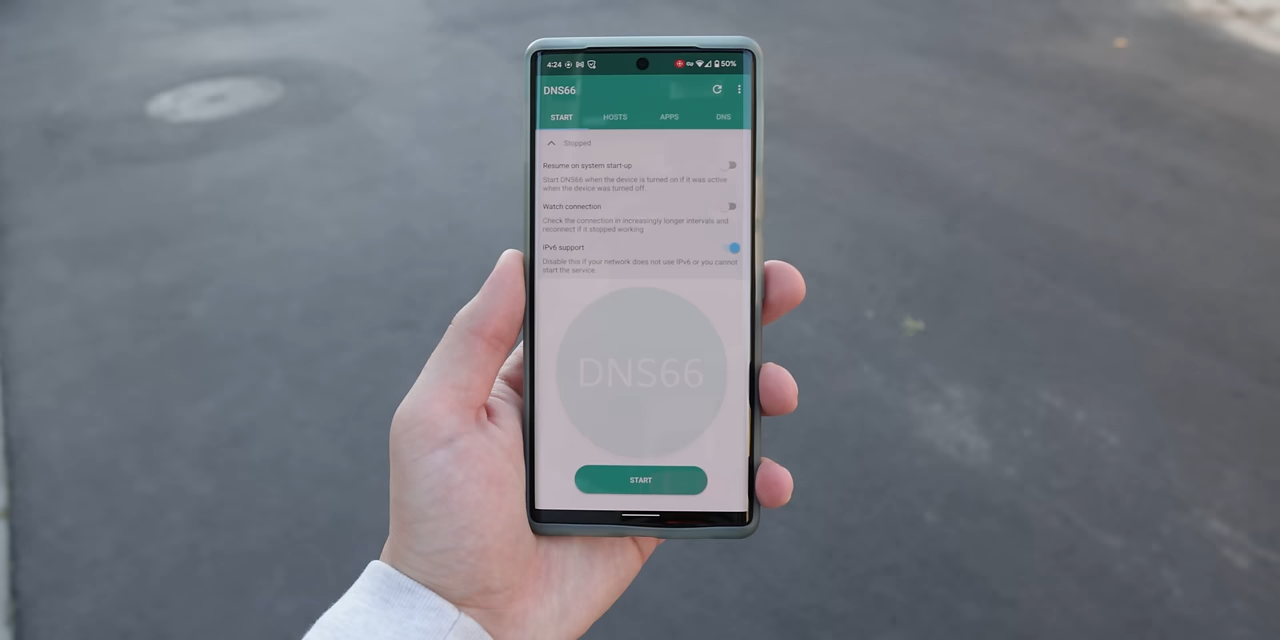 4:24 50%
DNS66
START HOSTS APPS DNS
Stopped
Resume on system start-up
Start DNS66 when the device is turned on if it was active
when the device was turned off
Watch connection
Check the connection in increasingly longer intervals and
reconnect if it stopped working
IPv6 support
Disable this if your network does not use IPv6 or you cannot
start the service.
DNS66
START